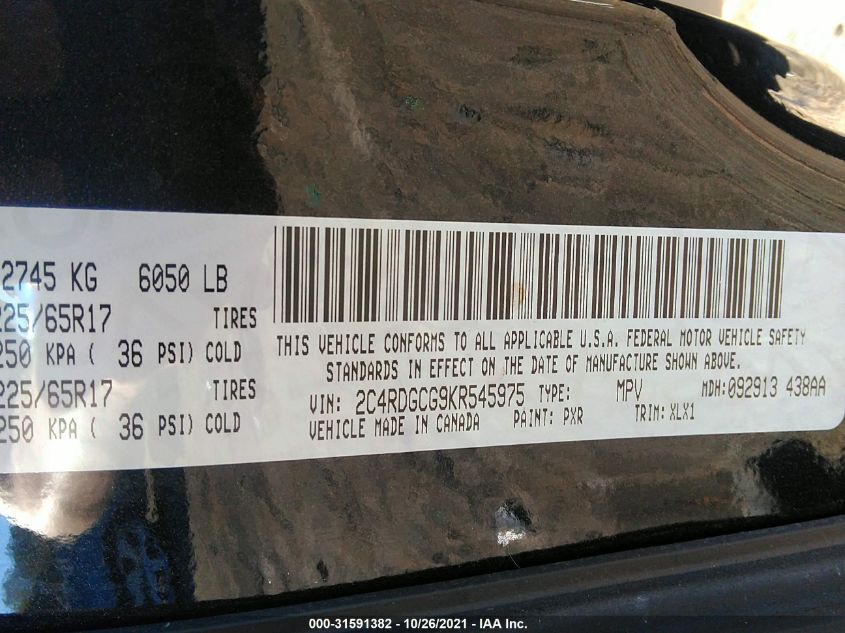 2745 KG 6050 LB
225/65R17 TIRES
250 KPA ( 36 PSI) COLD
225/65R17 TIRES
250 KPA ( 36 PSI) COLD
THIS VEHICLE CONFORMS TO ALL APPLICABLE U.S.A. FEDERAL MOTOR VEHICLE SAFETY
STANDARDS IN EFFECT ON THE DATE OF MANUFACTURE SHOWN ABOVE.
VIN: 2C4RDGCG9KR545975 TYPE: MPV MDH:092913 438AA
VEHICLE MADE IN CANADA PAINT: PXR TRIM: XLX1
000-31591382 - 10/26/2021 - IAA Inc.